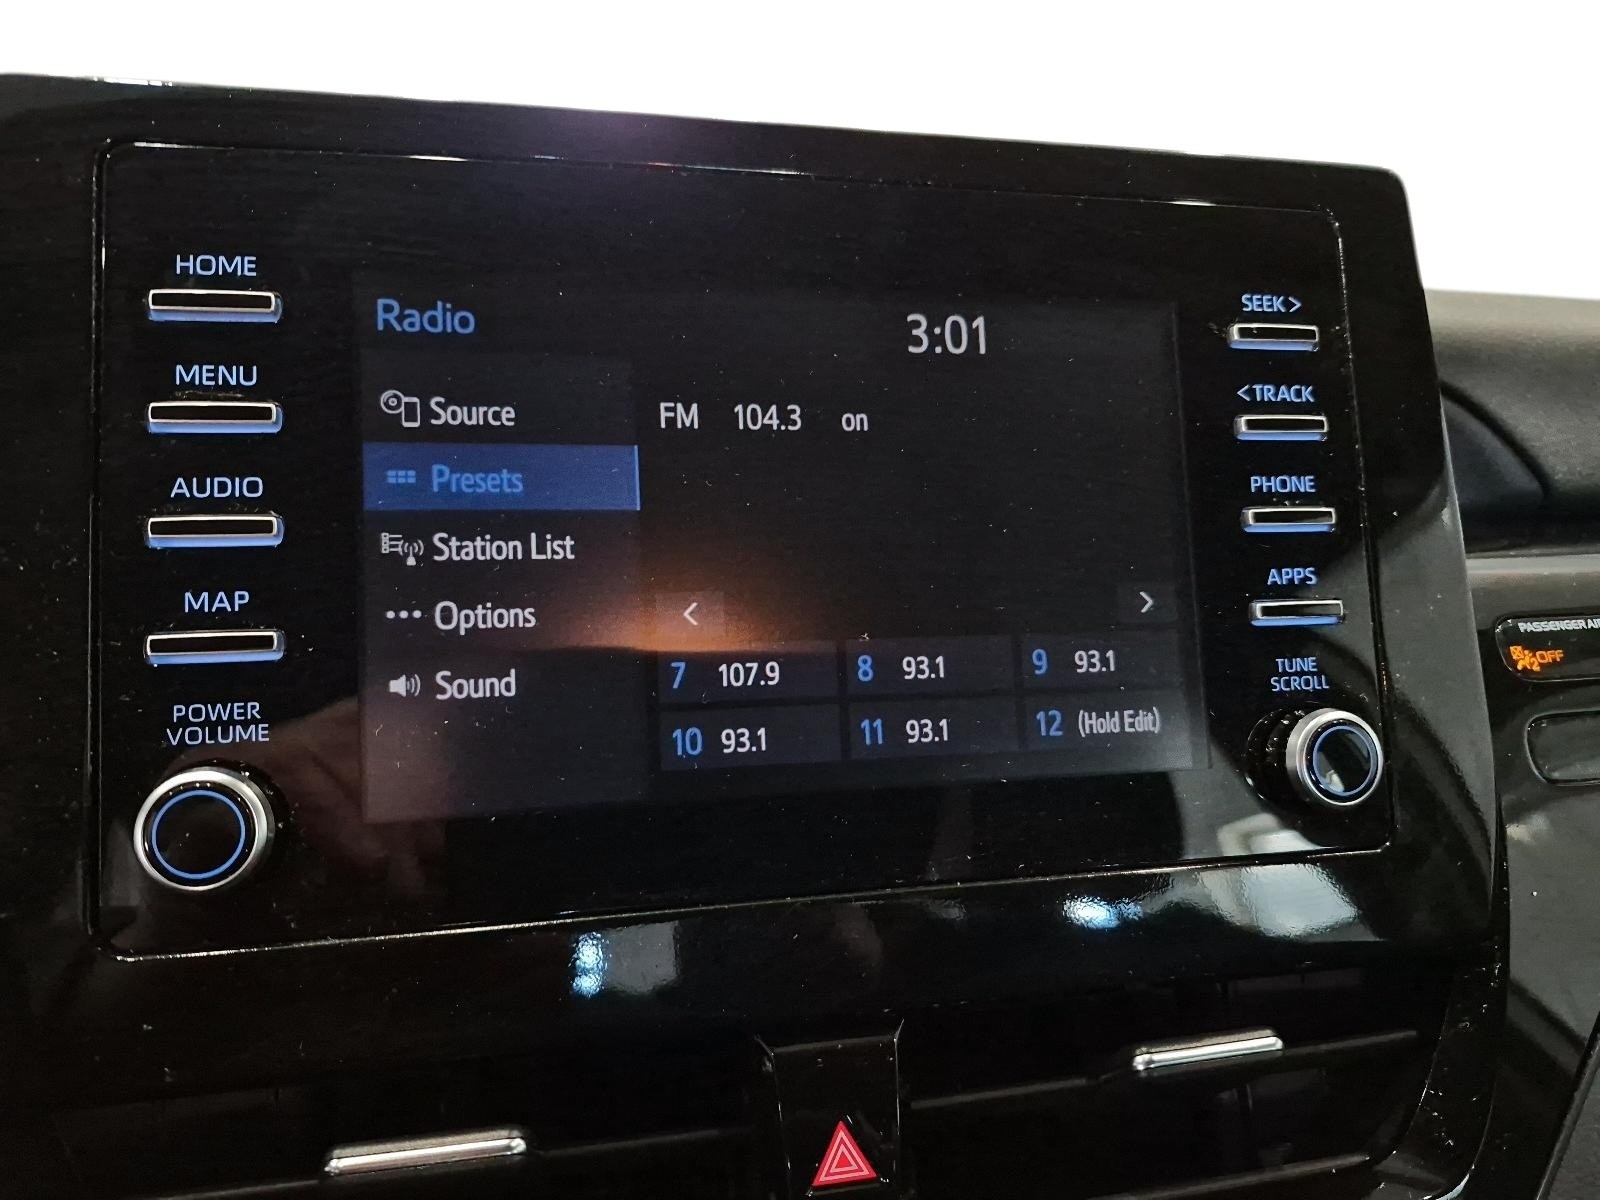 HOME
MENU
AUDIO
MAP
POWER
VOLUME
Radio
3:01
Source
Presets
Station List
Options
Sound
FM 104.3 on
<
>
7 107.9
8 93.1
9 93.1
10 93.1
11 93.1
12 (Hold Edit)
SEEK >
< TRACK
PHONE
APPS
TUNE
SCROLL
PASSENGER
OFF